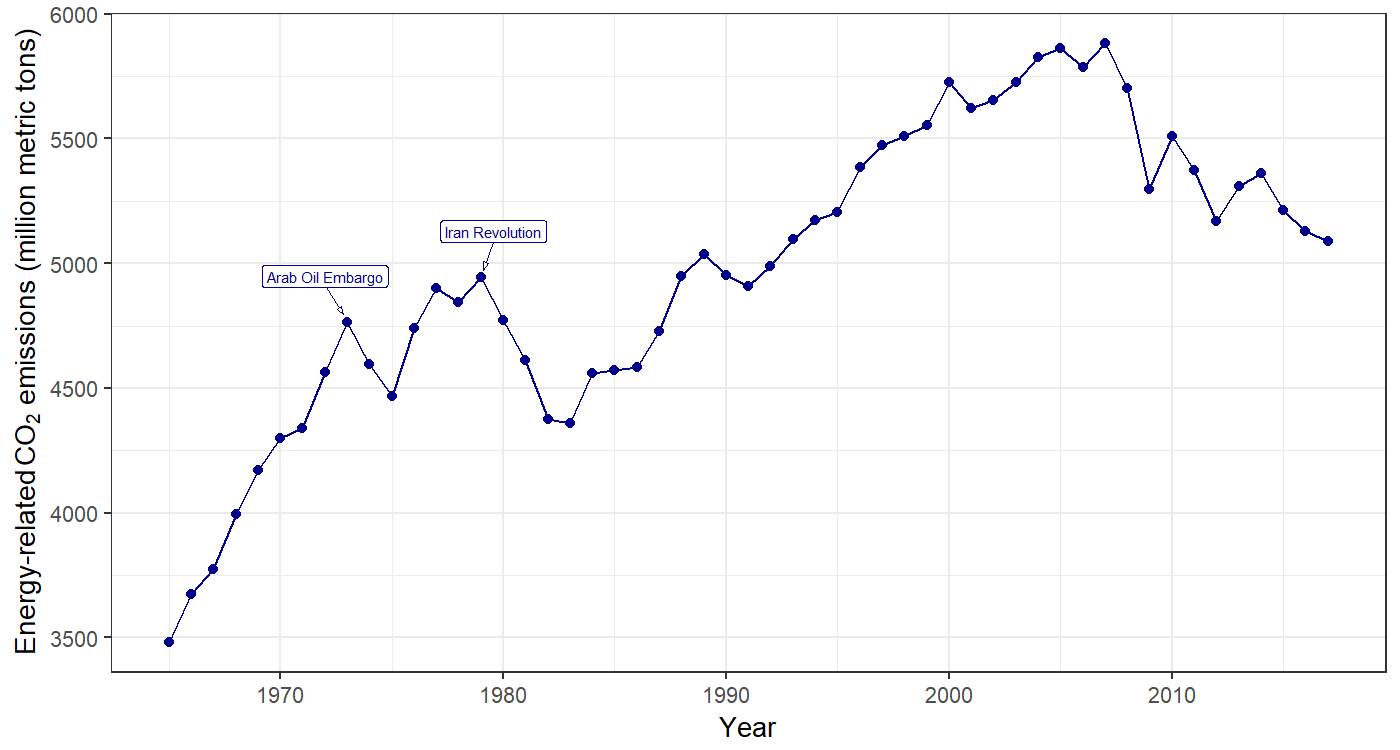 Energy-related CO₂ emissions (million metric tons)
6000
5500
5000
4500
4000
3500
Iran Revolution
Arab Oil Embargo
1970
1980
1990
2000
2010
Year